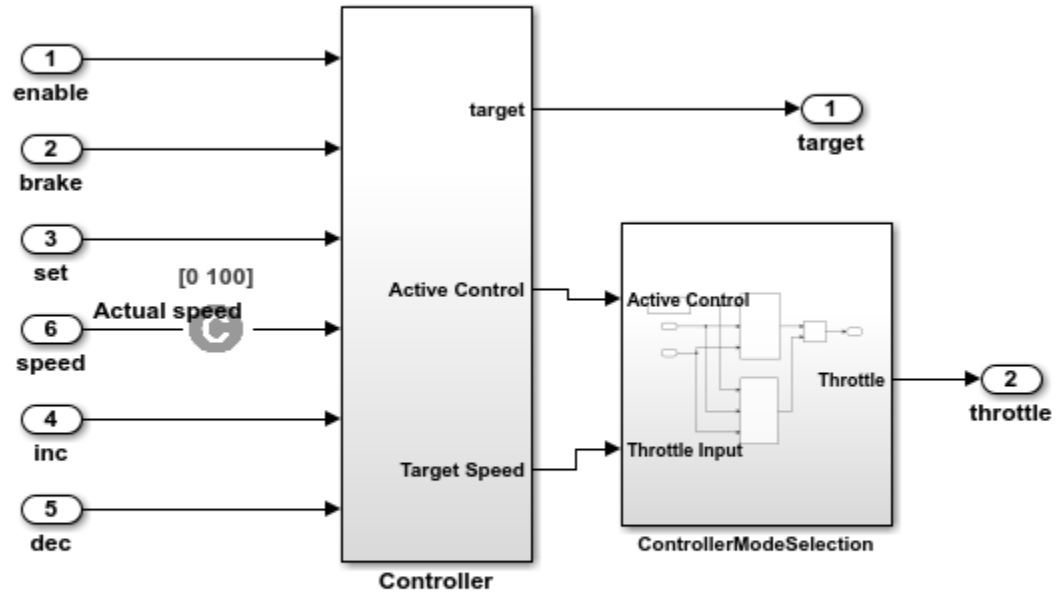 1
enable
2
brake
3
set
[0 100]
Actual speed
C
6
speed
4
inc
5
dec
target
Active Control
Target Speed
Controller
1
target
Active Control
Throttle Input
Throttle
ControllerModeSelection
2
throttle